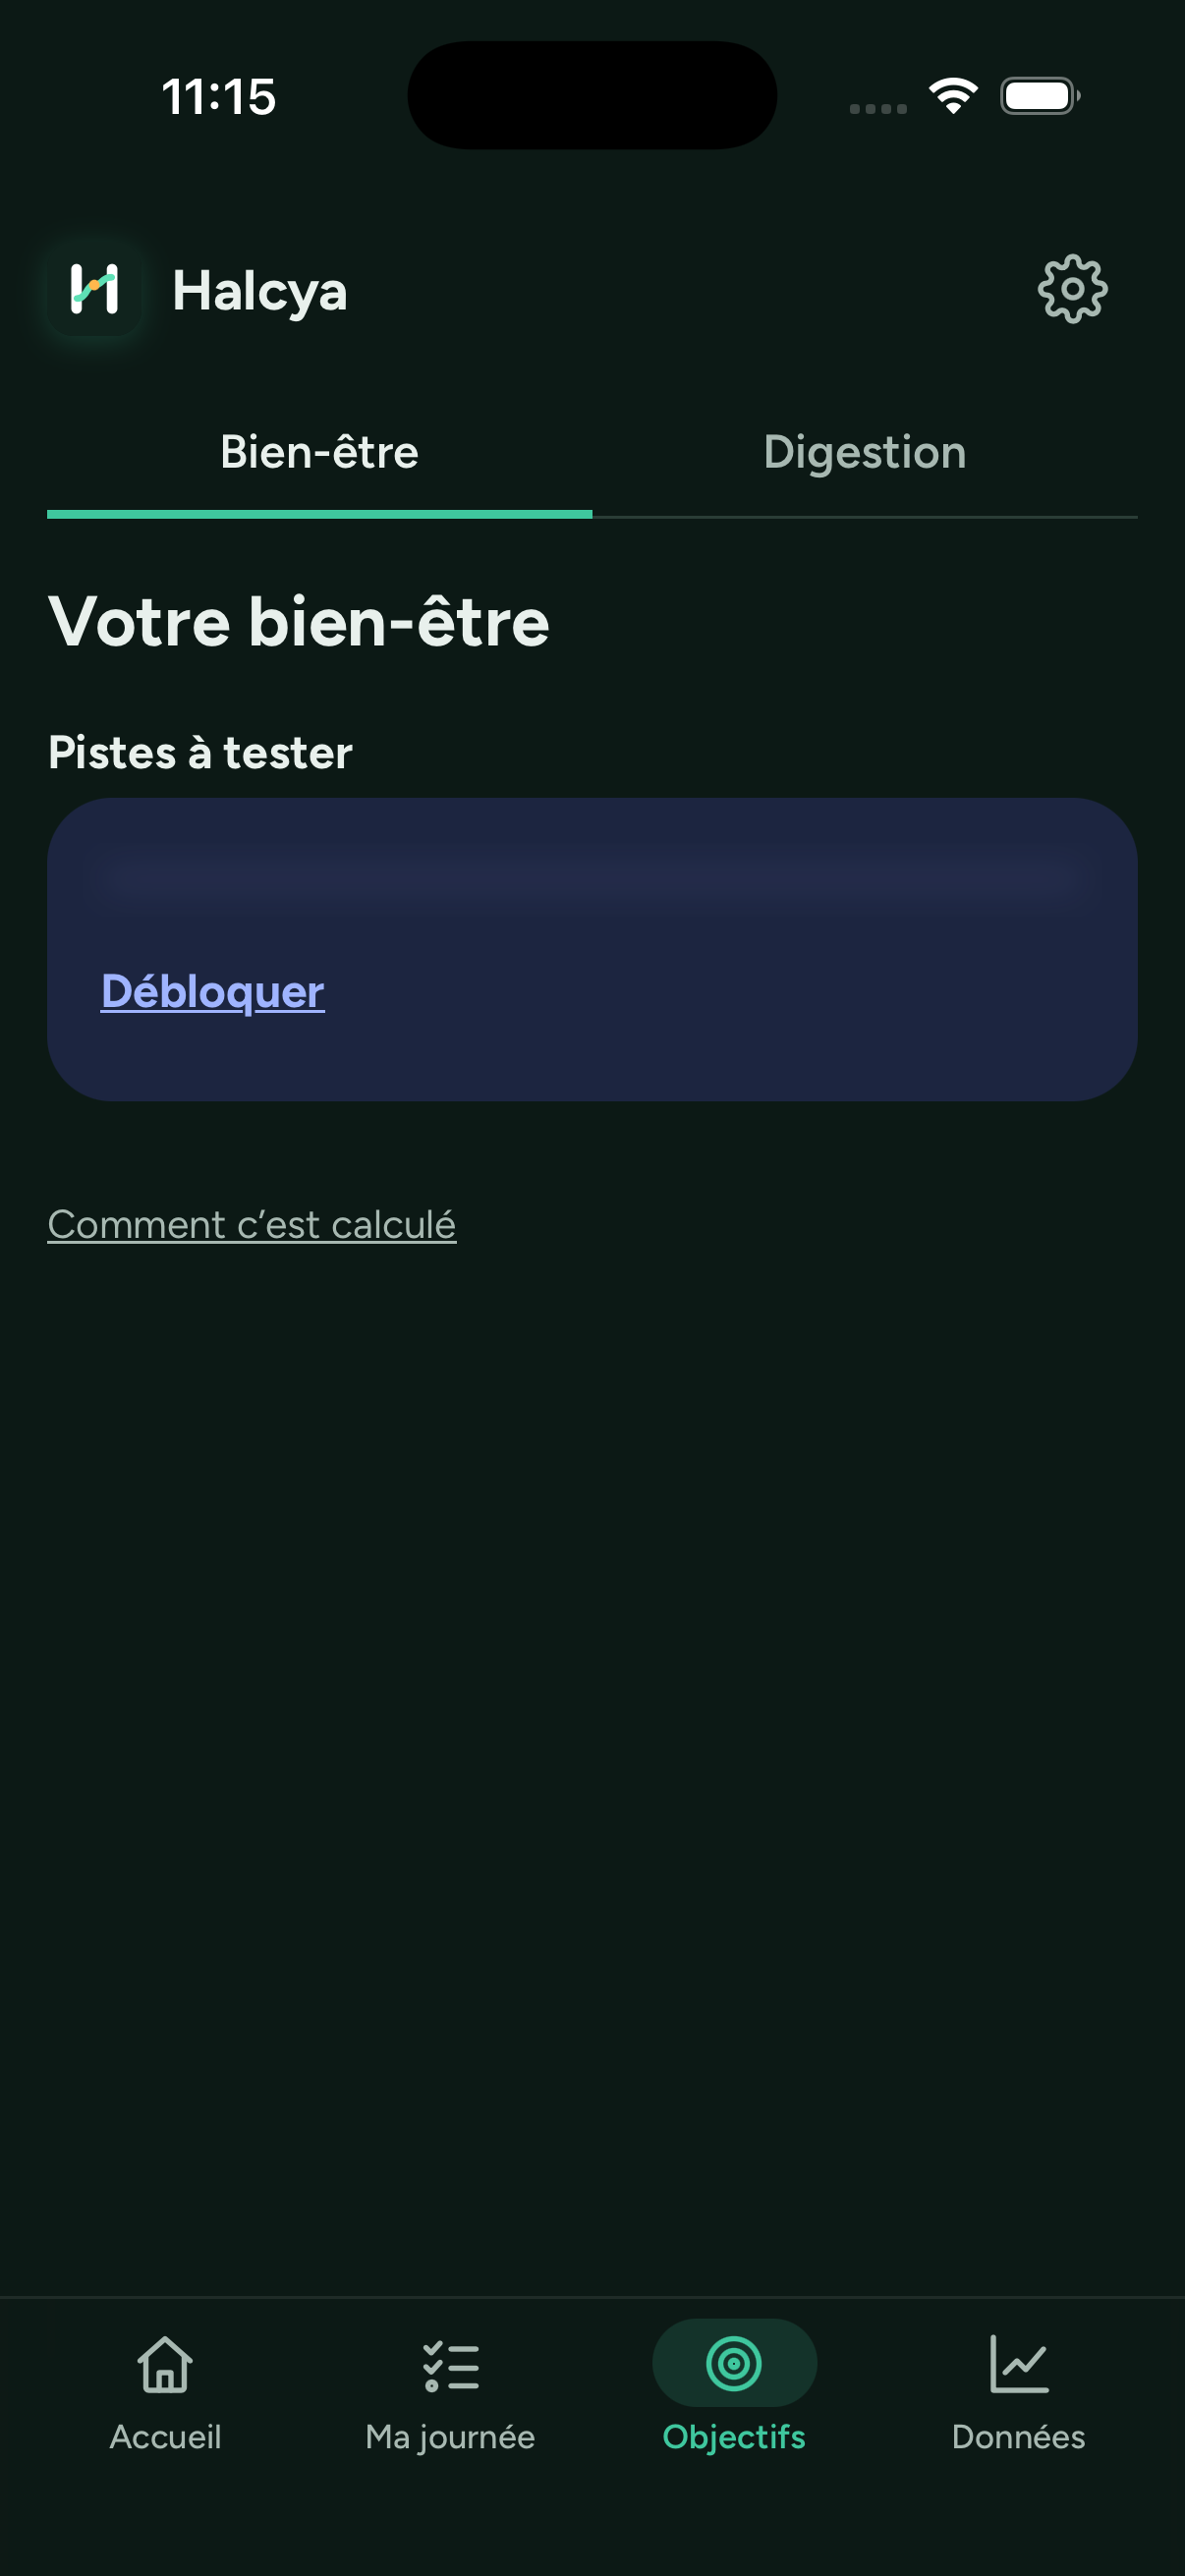 11:15
Halcya
Bien-être
Digestion
Votre bien-être
Pistes à tester
Débloquer
Comment c’est calculé
Accueil
Ma journée
Objectifs
Données